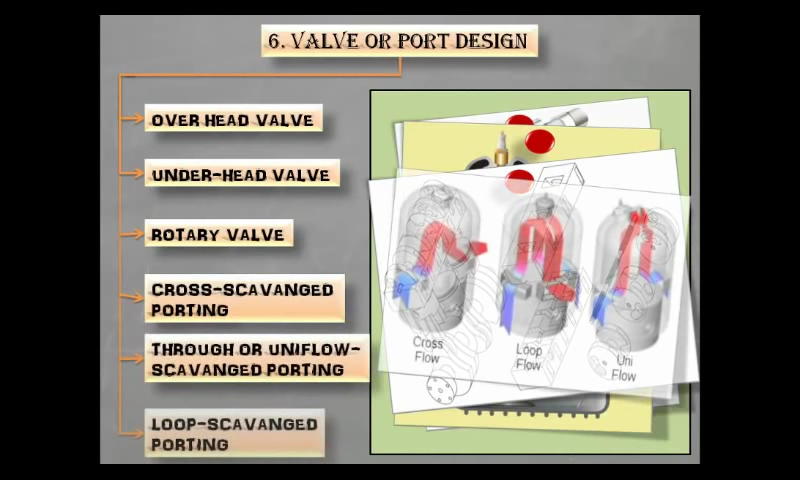 6. VALVE OR PORT DESIGN
OVER HEAD VALVE
UNDER-HEAD VALVE
ROTARY VALVE
CROSS-SCAVANGED
PORTING
THROUGH OR UNIFLOW-
SCAVANGED PORTING
LOOP-SCAVANGED
PORTING
Cross
Flow
Loop
Flow
Uni
Flow